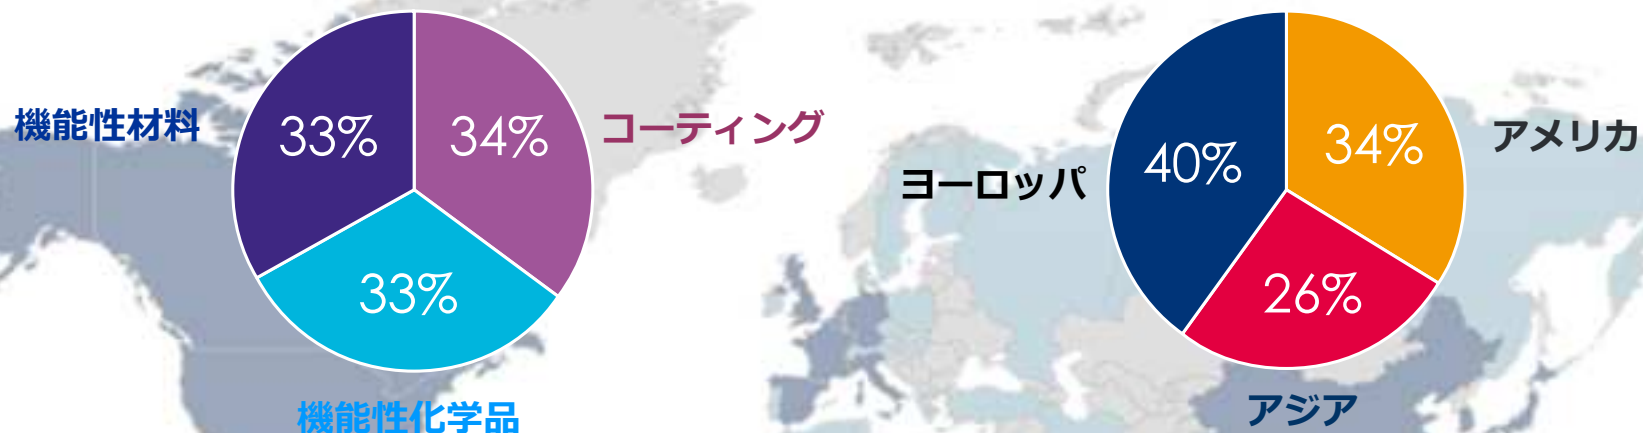 機能性材料
33%
34%
コーティング
33%
機能性化学品
ヨーロッパ
40%
34%
アメリカ
26%
アジア